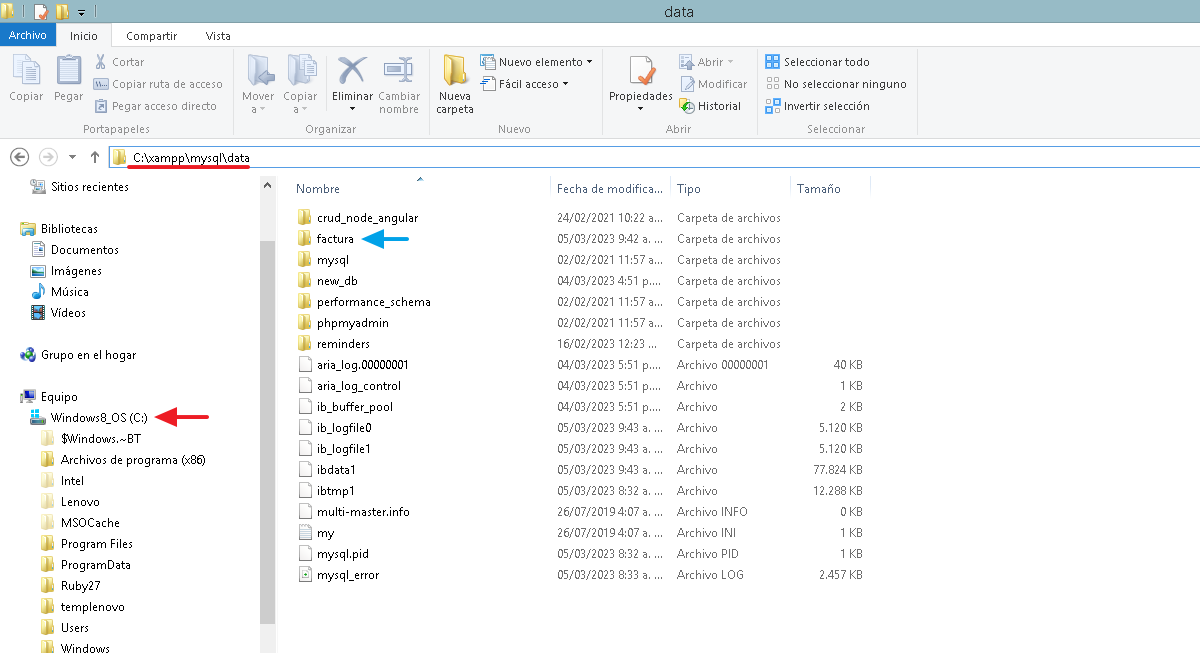 data
Archivo Inicio Compartir Vista
Copiar
Pegar
Cortar
Copiar ruta de acceso
Pegar acceso directo
Portapapeles
Mover a
Copiar a
Eliminar
Cambiar nombre
Organizar
Nueva carpeta
Nuevo elemento
Fácil acceso
Nuevo
Propiedades
Abrir
Modificar
Historial
Abrir
Seleccionar todo
No seleccionar ninguno
Invertir selección
Seleccionar
C:\xampp\mysql\data
Sitios recientes
Bibliotecas
Documentos
Imágenes
Música
Vídeos
Grupo en el hogar
Equipo
Windows8_OS (C:)
$Windows.~BT
Archivos de programa (x86)
Intel
Lenovo
MSOCache
Program Files
ProgramData
Ruby27
templenovo
Users
Windows
Nombre Fecha de modifica... Tipo Tamaño
crud_node_angular 24/02/2021 10:22 a... Carpeta de archivos
factura 05/03/2023 9:42 a. ... Carpeta de archivos
mysql 02/02/2021 11:57 a... Carpeta de archivos
new_db 04/03/2023 4:51 p.... Carpeta de archivos
performance_schema 02/02/2021 11:57 a... Carpeta de archivos
phpmyadmin 02/02/2021 11:57 a... Carpeta de archivos
reminders 16/02/2023 12:23 ... Carpeta de archivos
aria_log.00000001 04/03/2023 5:51 p.... Archivo 00000001 40 KB
aria_log_control 04/03/2023 5:51 p.... Archivo 1 KB
ib_buffer_pool 04/03/2023 5:51 p.... Archivo 2 KB
ib_logfile0 05/03/2023 9:43 a. ... Archivo 5.120 KB
ib_logfile1 05/03/2023 9:43 a. ... Archivo 5.120 KB
ibdata1 05/03/2023 9:43 a. ... Archivo 77.824 KB
ibtmp1 05/03/2023 8:32 a. ... Archivo 12.288 KB
multi-master.info 26/07/2019 4:07 a. ... Archivo INFO 0 KB
my 26/07/2019 4:07 a. ... Archivo INI 1 KB
mysql.pid 05/03/2023 8:32 a. ... Archivo PID 1 KB
mysql_error 05/03/2023 8:33 a. ... Archivo LOG 2.457 KB